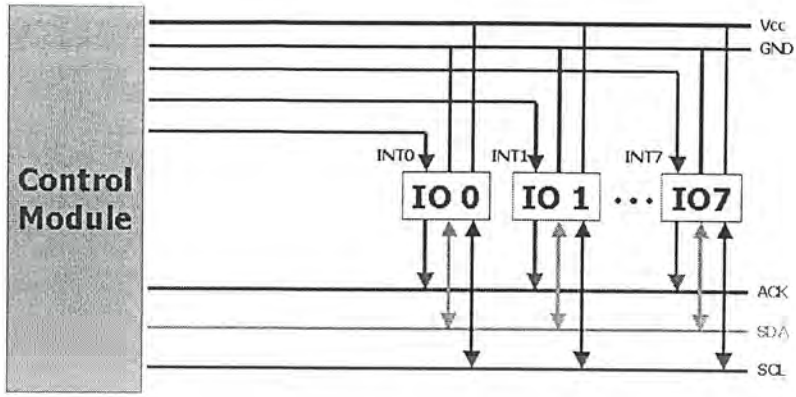 Vcc
GND
INT0
INT1
INT7
Control
Module
IO 0
IO 1
IO7
ACK
SDA
SCL